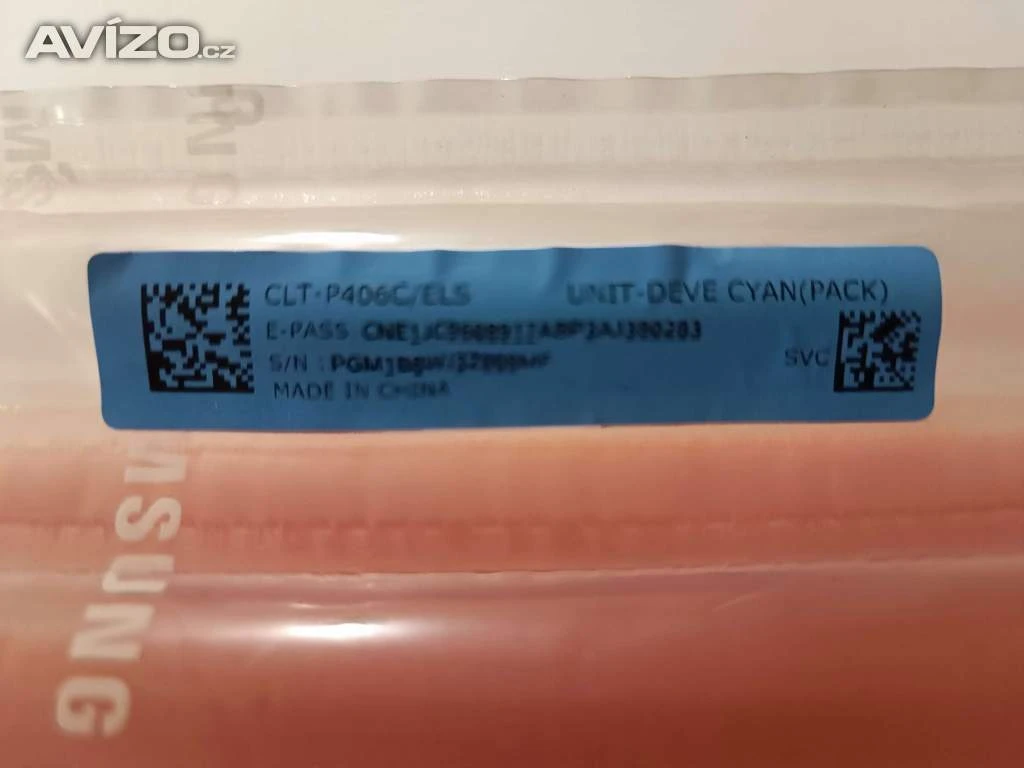 AVÍZO.cz
CLT-P406C/ELS UNIT-DEVE CYAN(PACK)
E-PASS
S/N :
SVC
MADE IN CHINA
SAMSUNG